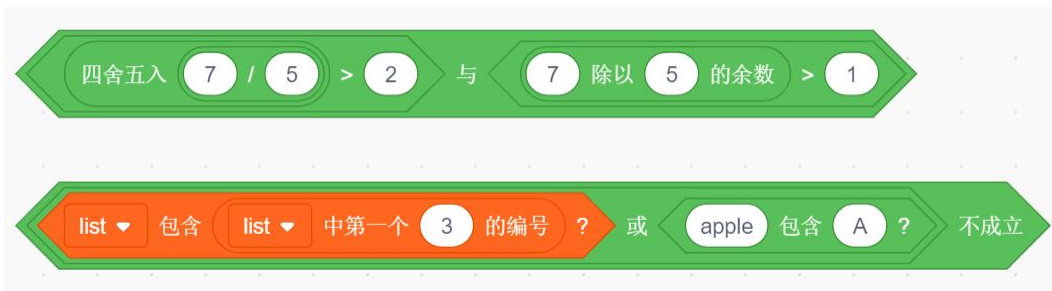 四舍五入 7 / 5 > 2 与 7 除以 5 的余数 > 1
list 包含 list 中第一个 3 的编号 ? 或 apple 包含 A ? 不成立